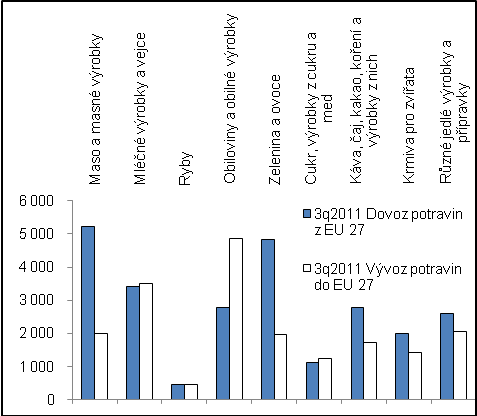 Maso a masné výrobky
Mléčné výrobky a vejce
Ryby
Obiloviny a obilné výrobky
Zelenina a ovoce
Cukr, výrobky z cukru a
med
Káva, čaj, kakao, koření a
výrobky z nich
Krmiva pro zvířata
Různé jedlé výrobky a
přípravky
6 000
5 000
4 000
3 000
2 000
1 000
0
3q2011 Dovoz potravin
z EU 27
3q2011 Vývoz potravin
do EU 27